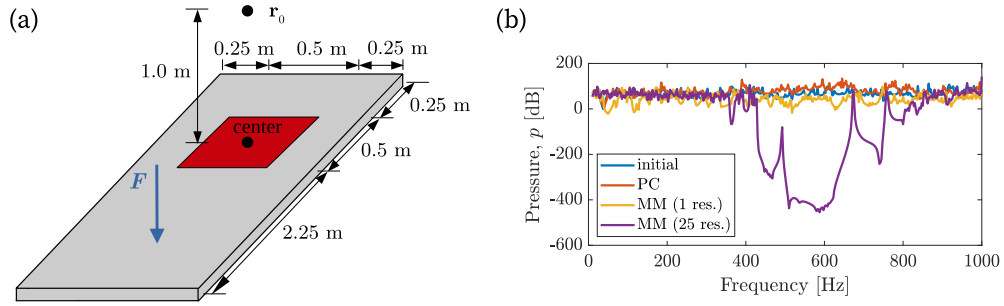 (a)
r₀
0.25 m
0.5 m
0.25 m
1.0 m
0.25 m
center
0.5 m
F
2.25 m
(b)
Pressure, p [dB]
200
0
-200
-400
-600
initial
PC
MM (1 res.)
MM (25 res.)
0
200
400
600
800
1000
Frequency [Hz]